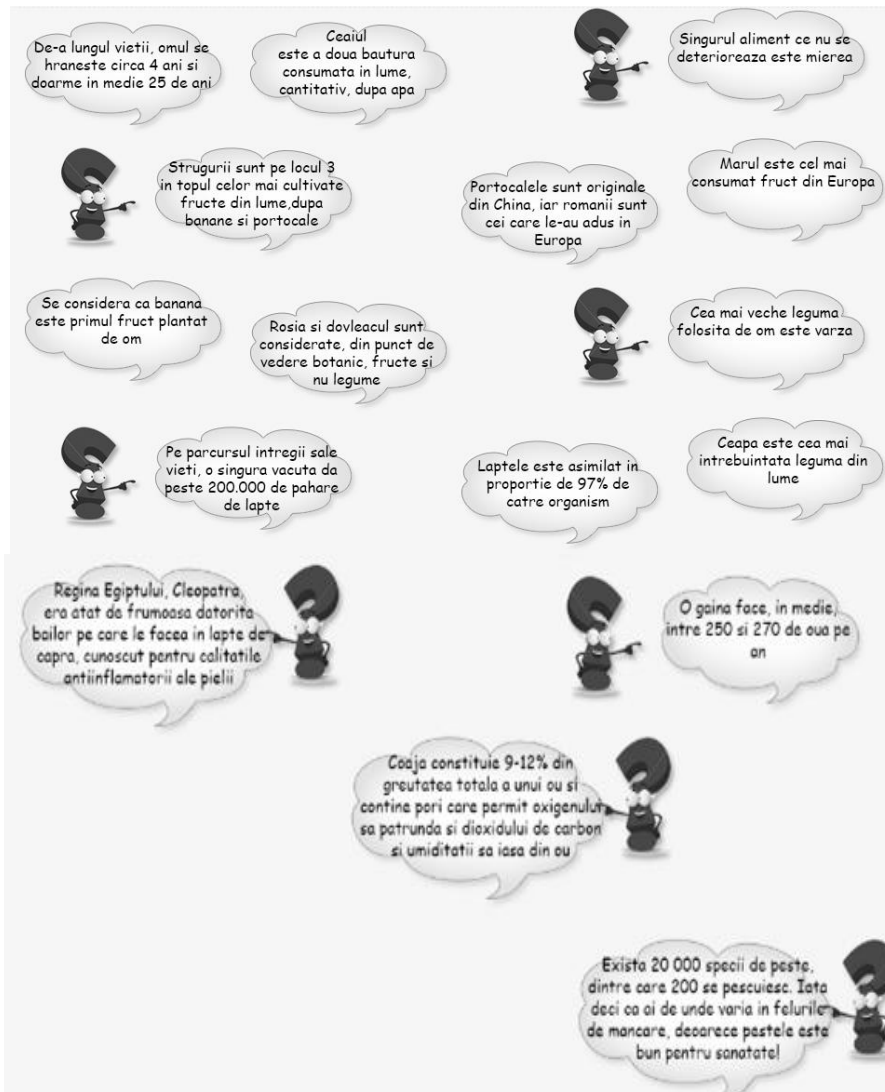 De-a lungul vietii, omul se
hraneste circa 4 ani si
doarme in medie 25 de ani
Ceaiul
este a doua bautura
consumata in lume,
cantitativ, dupa apa
Singurul aliment ce nu se
deterioreaza este mierea
Strugurii sunt pe locul 3
in topul celor mai cultivate
fructe din lume,dupa
banane si portocale
Portocalele sunt originale
din China, iar romanii sunt
cei care le-au adus in
Europa
Marul este cel mai
consumat fruct din Europa
Se considera ca banana
este primul fruct plantat
de om
Rosia si dovleacul sunt
considerate, din punct de
vedere botanic, fructe si
nu legume
Cea mai veche leguma
folosita de om este varza
Pe parcursul intregii sale
vieti, o singura vacuta da
peste 200.000 de pahare
de lapte
Laptele este asimilat in
proportie de 97% de
catre organism
Ceapa este cea mai
intrebuintata leguma din
lume
Regina Egiptului, Cleopatra,
era atat de frumoasa datorita
bailor pe care le facea in lapte de
capra, cunoscut pentru calitatile
antiinflamatorii ale pielii
O gaina face, in medie,
intre 250 si 270 de oua pe
an
Coaja constituie 9-12% din
greutatea totala a unui ou si
contine pori care permit oxigenului
sa patrunda si dioxidului de carbon
si umiditatii sa iasa din ou
Exista 20 000 specii de peste,
dintre care 200 se pescuiesc. Iata
deci ca ai de unde varia in felurile
de mancare, deoarece pestele este
bun pentru sanatate!